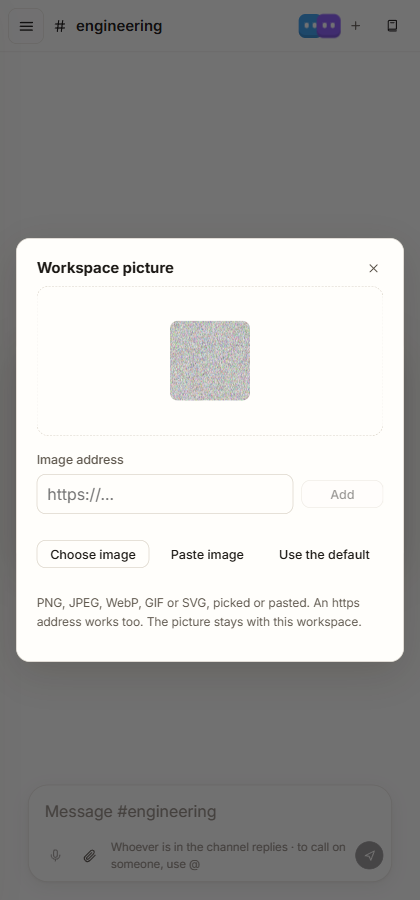 # engineering
Workspace picture
Image address
https://...
Add
Choose image
Paste image
Use the default
PNG, JPEG, WebP, GIF or SVG, picked or pasted. An https
address works too. The picture stays with this workspace.
Message #engineering
Whoever is in the channel replies · to call on
someone, use @